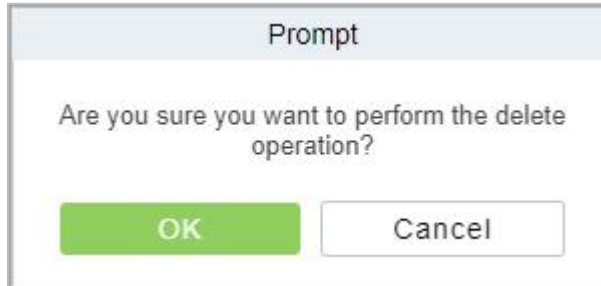 Prompt
Are you sure you want to perform the delete
operation?
OK
Cancel